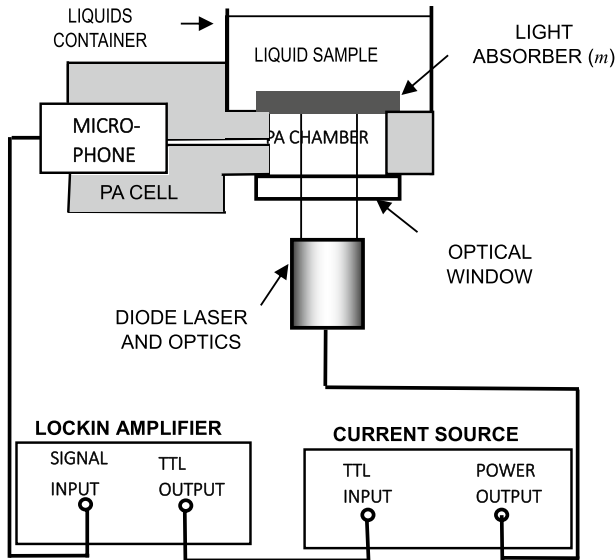 LIQUIDS
CONTAINER
LIQUID SAMPLE
LIGHT
ABSORBER (m)
MICRO-
PHONE
PA CHAMBER
PA CELL
OPTICAL
WINDOW
DIODE LASER
AND OPTICS
LOCKIN AMPLIFIER
SIGNAL
INPUT
TTL
OUTPUT
CURRENT SOURCE
TTL
INPUT
POWER
OUTPUT